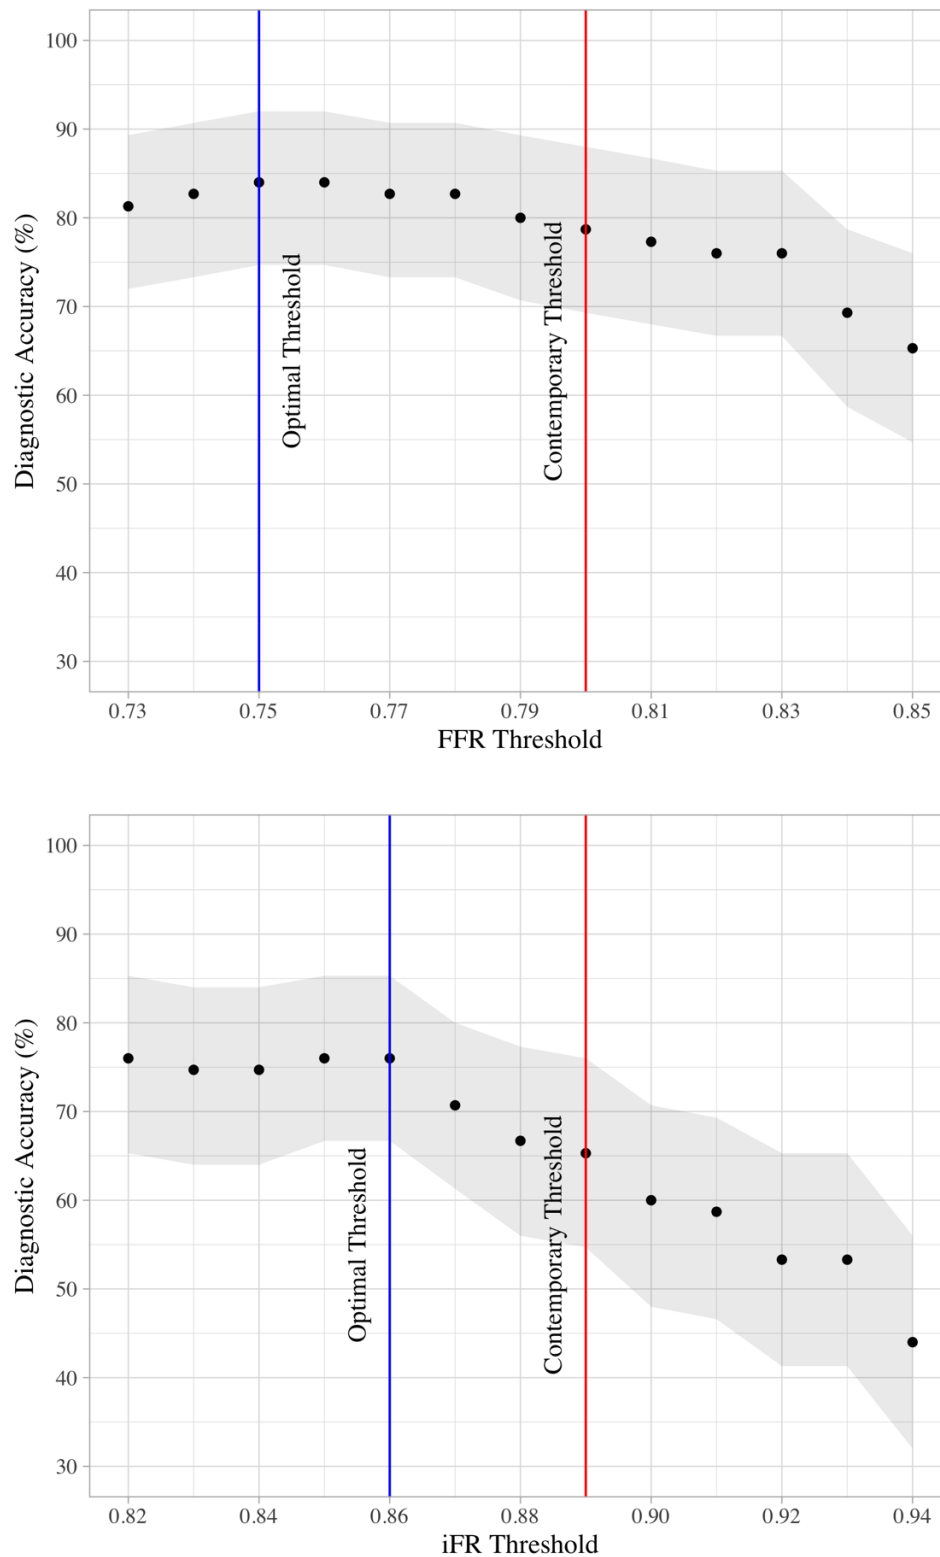 100
90
80
70
60
50
40
30
Diagnostic Accuracy (%)
Optimal Threshold
Contemporary Threshold
0.73 0.75 0.77 0.79 0.81 0.83 0.85
FFR Threshold
100
90
80
70
60
50
40
30
Diagnostic Accuracy (%)
Optimal Threshold
Contemporary Threshold
0.82 0.84 0.86 0.88 0.90 0.92 0.94
iFR Threshold